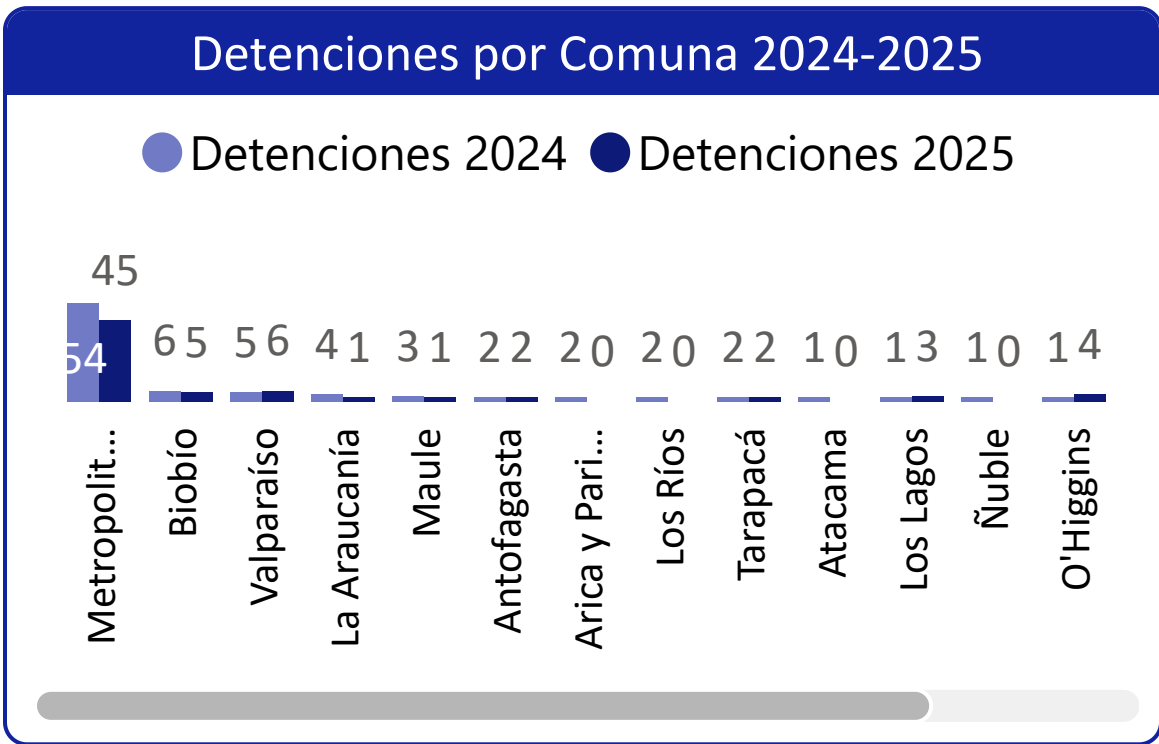 Detenciones por Comuna 2024-2025
Detenciones 2024 Detenciones 2025
45
54
6 5 5 6 4 1 3 1 2 2 2 0 2 0 2 2 1 0 1 3 1 0 1 4
Metropolit...
Biobío
Valparaíso
La Araucanía
Maule
Antofagasta
Arica y Pari...
Los Ríos
Tarapacá
Atacama
Los Lagos
Ñuble
O'Higgins